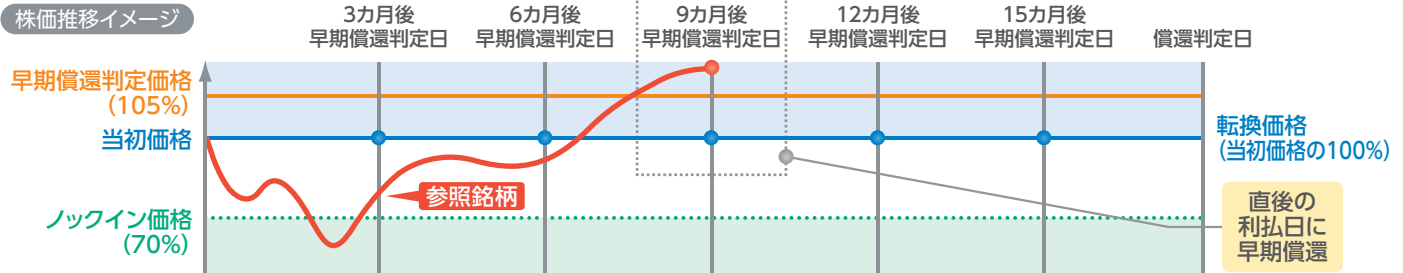 株価推移イメージ
3カ月後
早期償還判定日
6カ月後
早期償還判定日
9カ月後
早期償還判定日
12カ月後
早期償還判定日
15カ月後
早期償還判定日
償還判定日
早期償還判定価格
(105%)
当初価格
ノックイン価格
(70%)
参照銘柄
転換価格
(当初価格の100%)
直後の
利払日に
早期償還